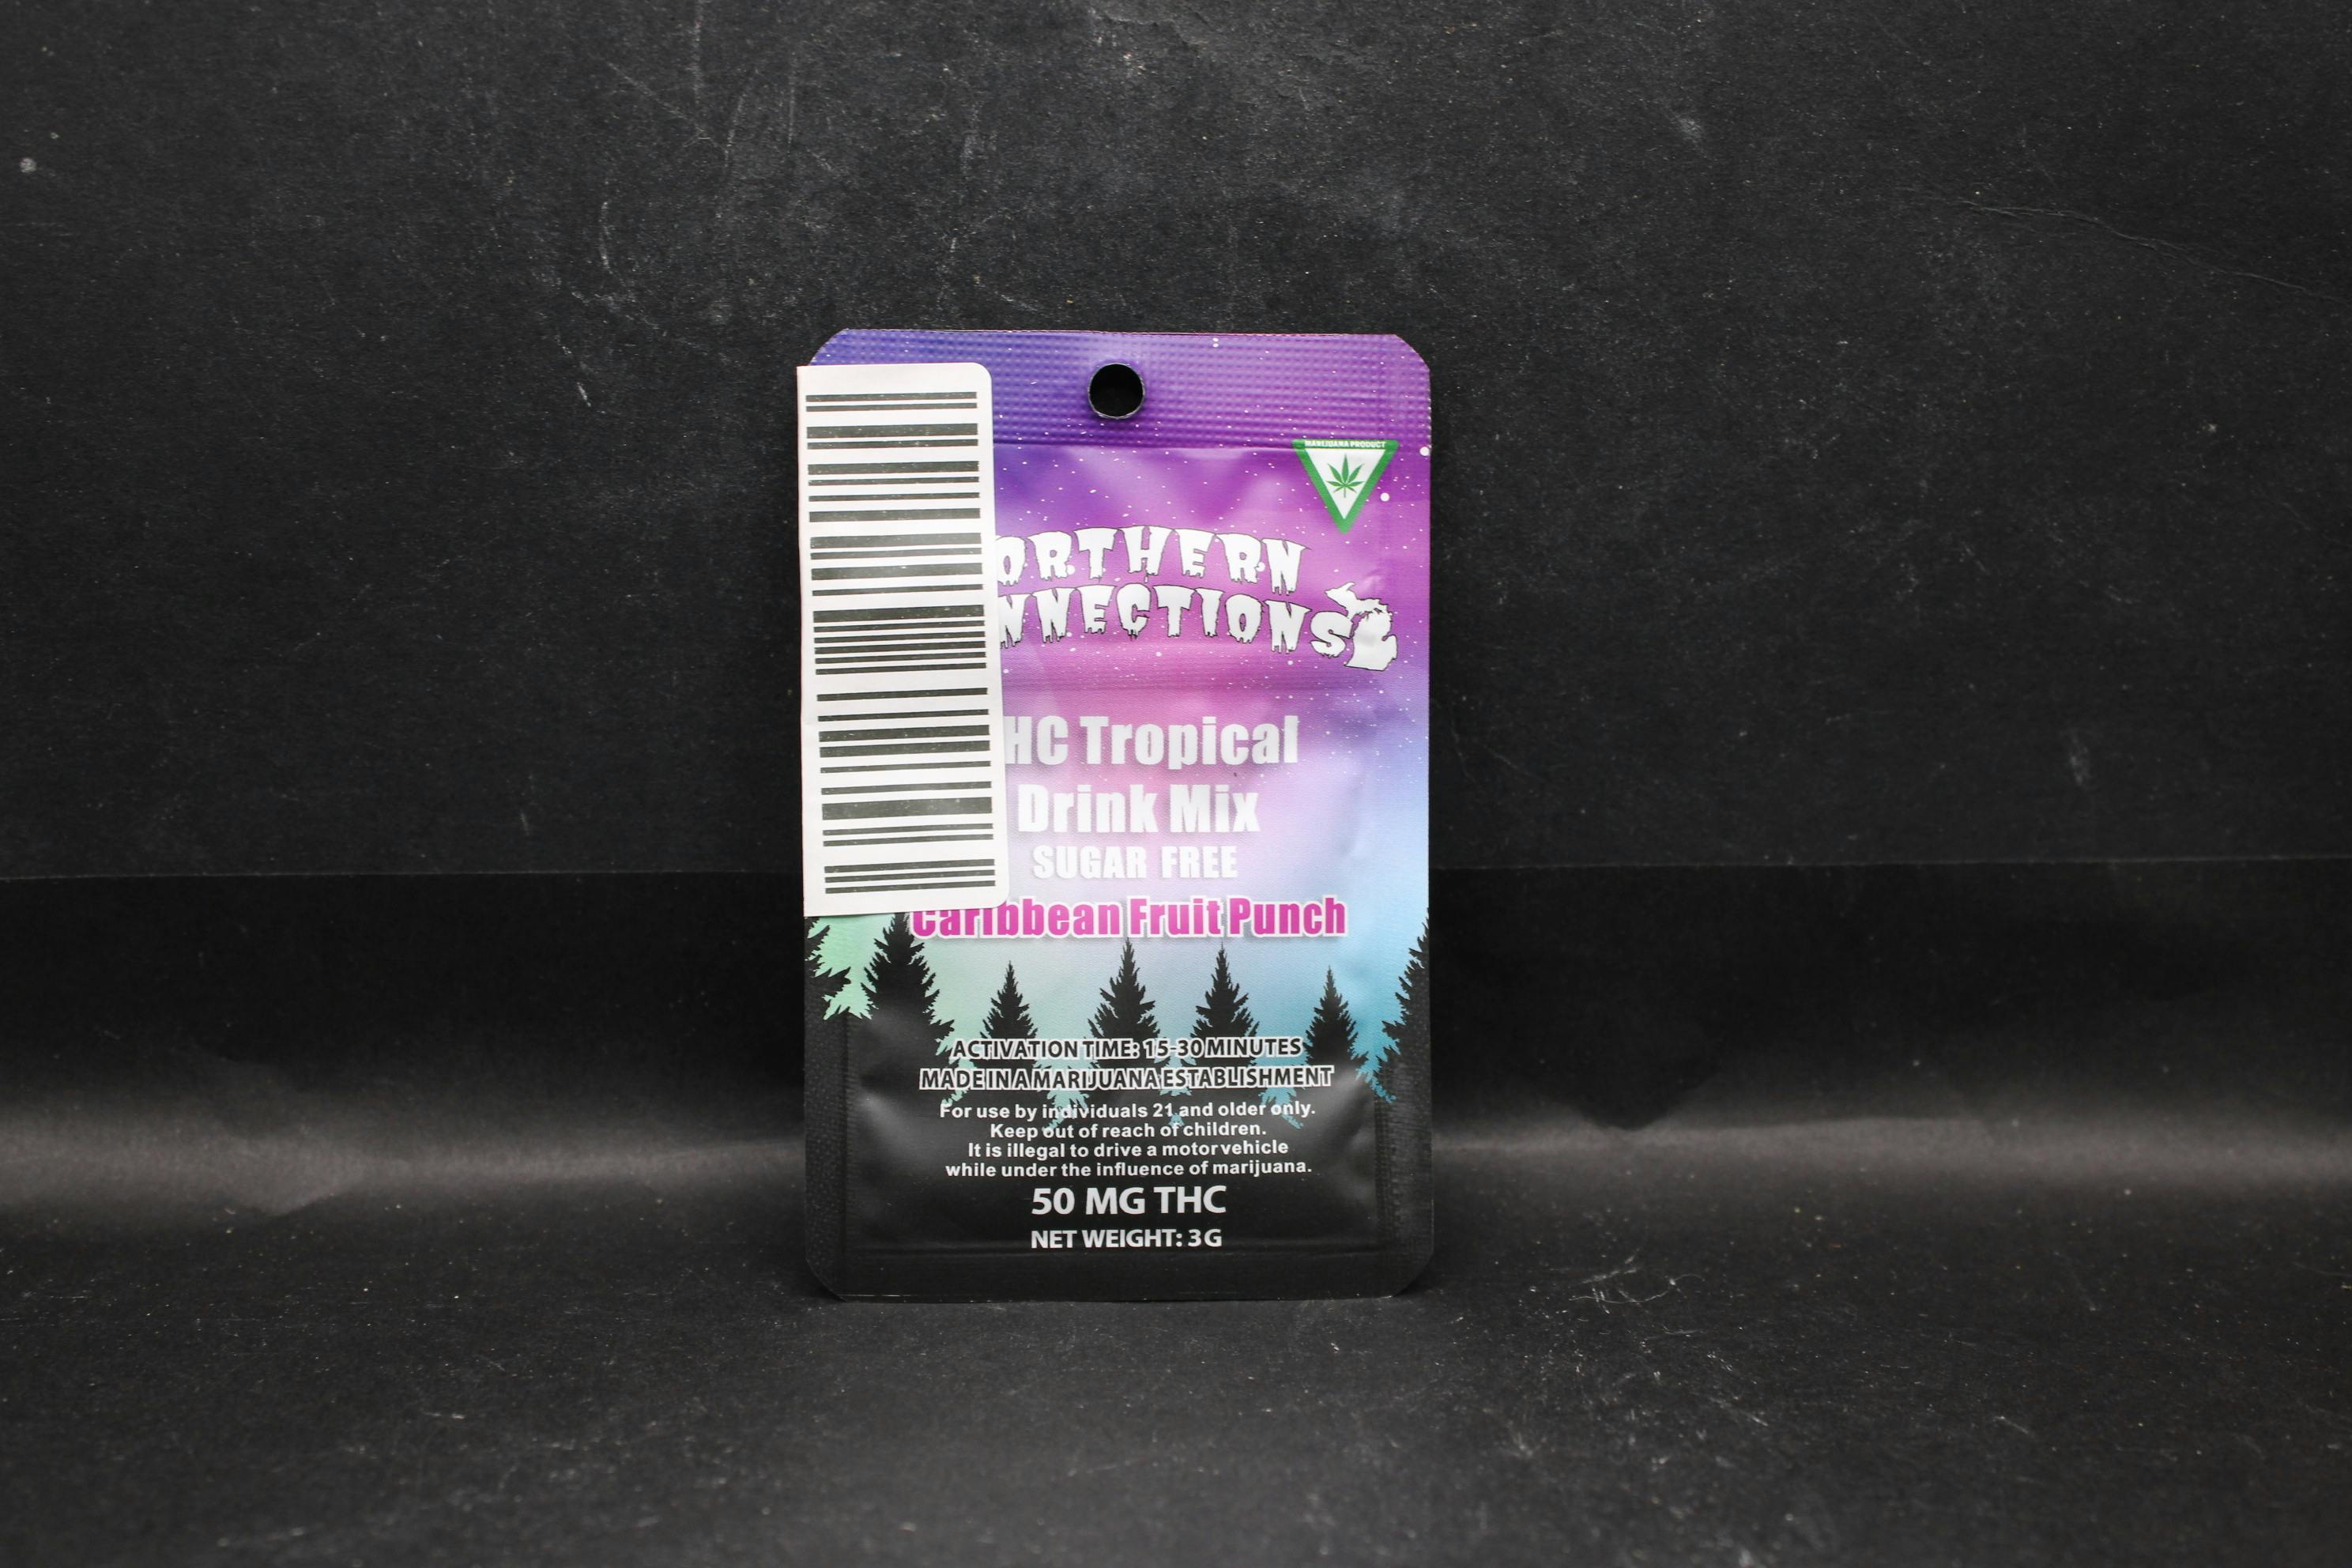 MARIJUANA PRODUCT
ORTHERN
NNECTIONS
HC Tropical
Drink Mix
SUGAR FREE
Caribbean Fruit Punch
ACTIVATION TIME: 15-30 MINUTES
MADE IN A MARIJUANA ESTABLISHMENT
For use by individuals 21 and older only.
Keep out of reach of children.
It is illegal to drive a motor vehicle
while under the influence of marijuana.
50 MG THC
NET WEIGHT: 3G